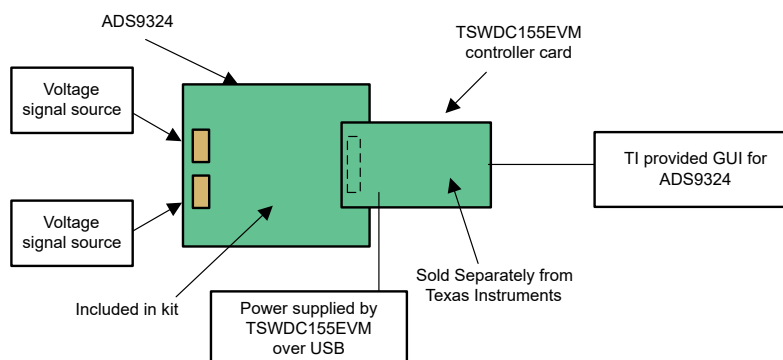 ADS9324
TSWDC155EVM
controller card
Voltage
signal source
TI provided GUI for
ADS9324
Voltage
signal source
Included in kit
Power supplied by
TSWDC155EVM
over USB
Sold Separately from
Texas Instruments